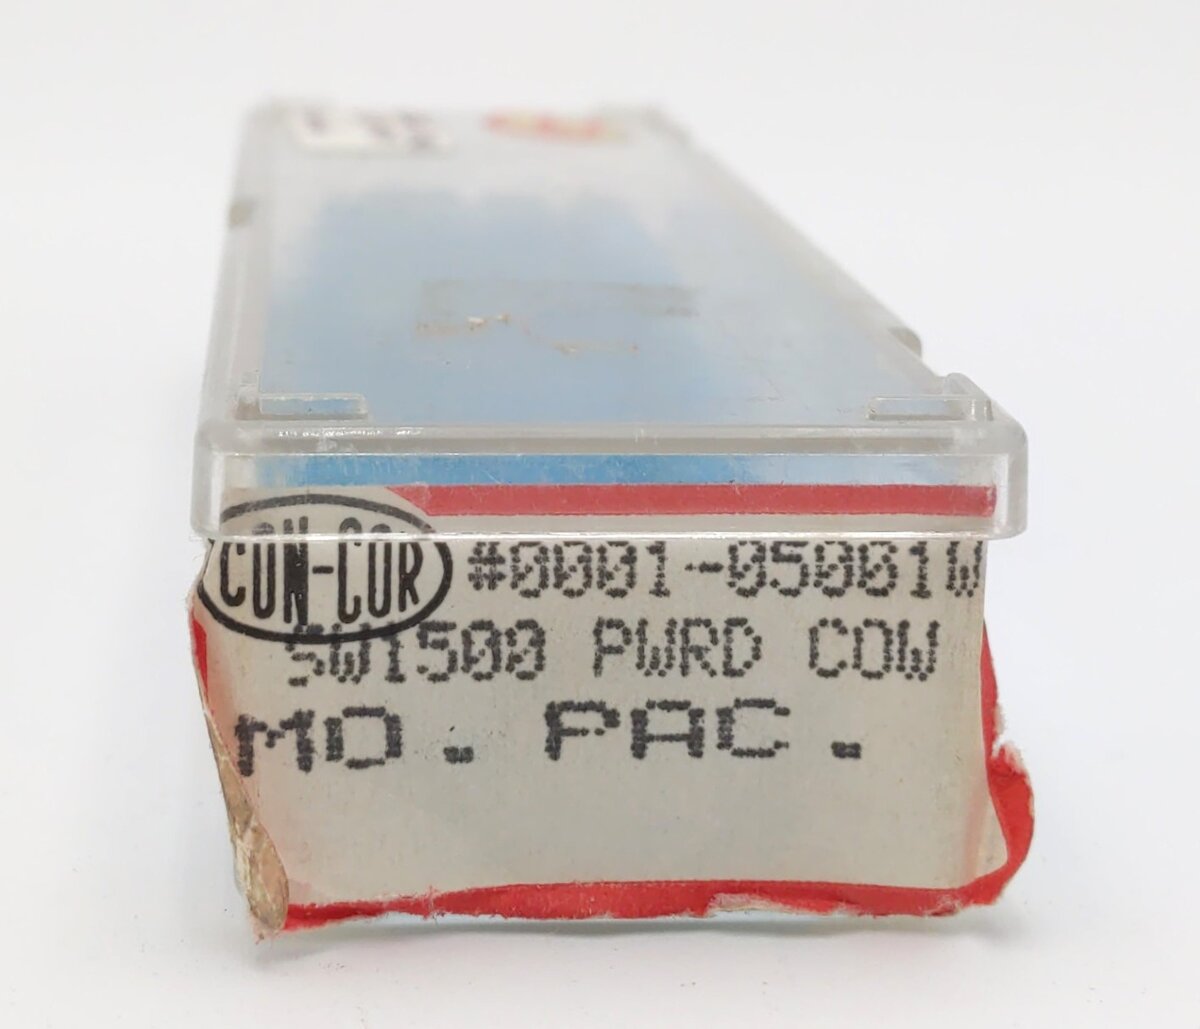 CON-COR #0001-05001W
SW1500 PWRD COW
MO. PAC.